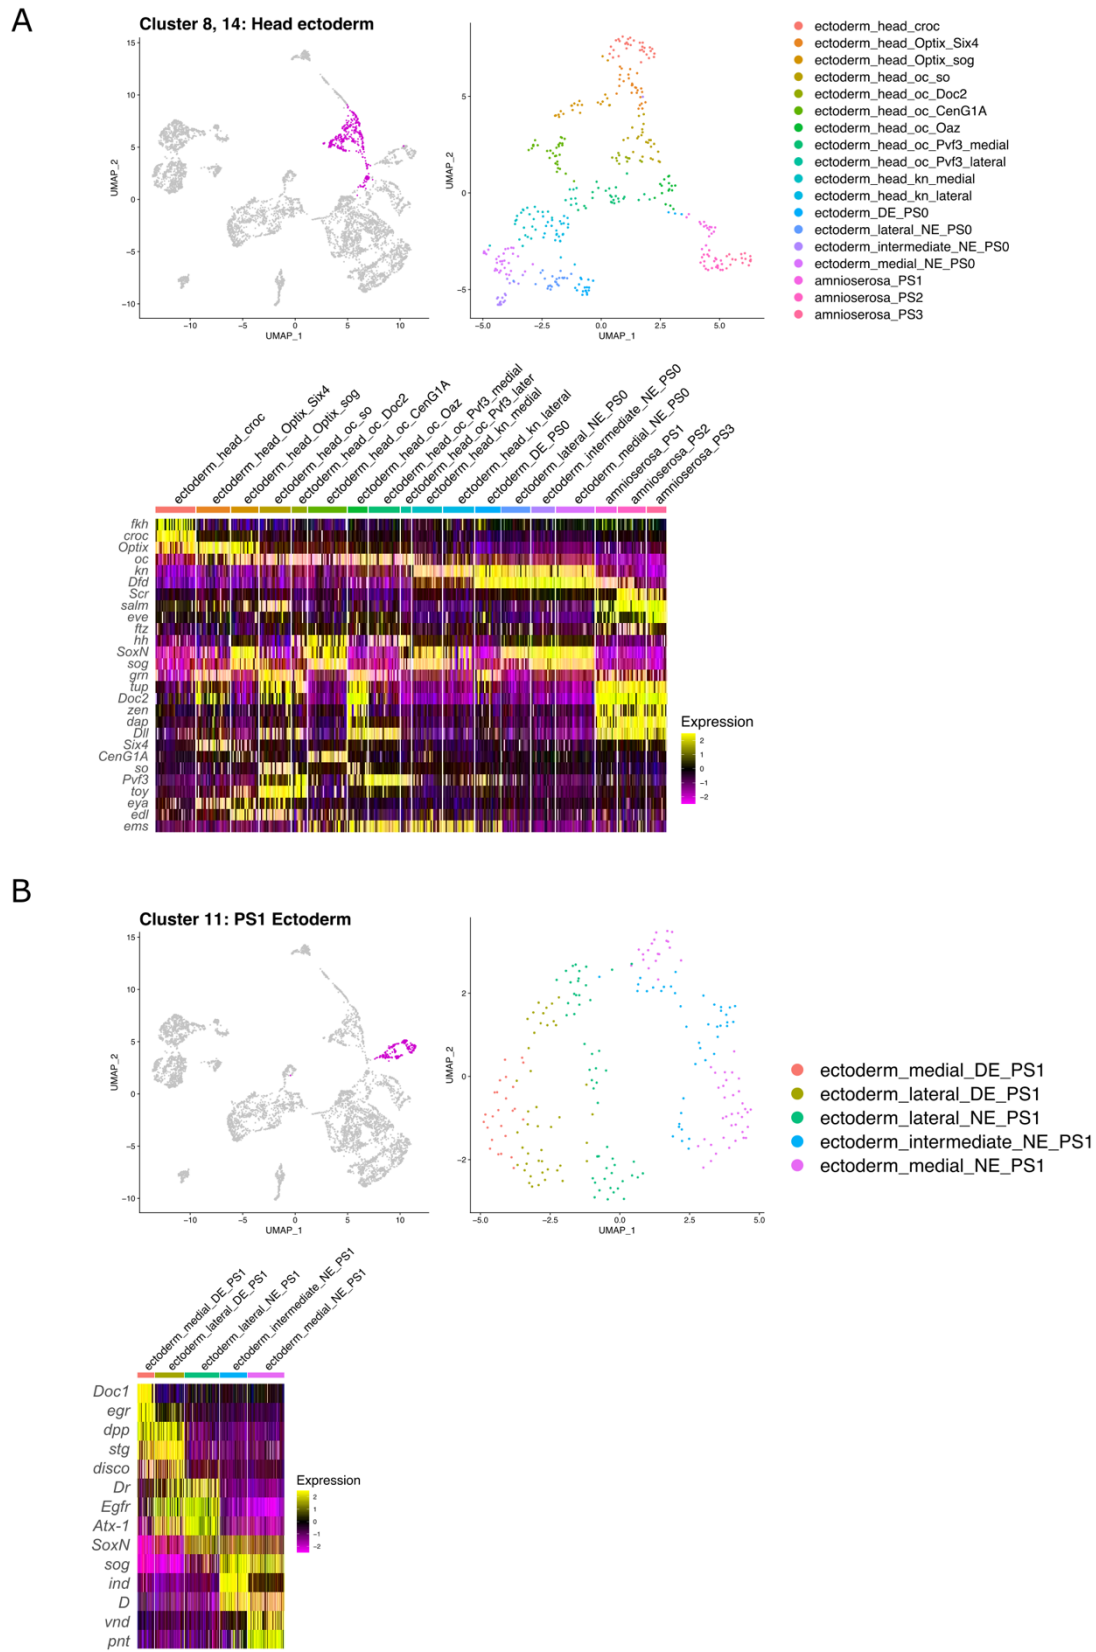 A
Cluster 8, 14: Head ectoderm
15
10
5
0
−5
−10
UMAP_2
−10
−5
0
5
10
UMAP_1
5
0
−5
UMAP_2
−5.0
−2.5
0.0
2.5
5.0
UMAP_1
ectoderm_head_croc
ectoderm_head_Optix_Six4
ectoderm_head_Optix_sog
ectoderm_head_oc_so
ectoderm_head_oc_Doc2
ectoderm_head_oc_CenG1A
ectoderm_head_oc_Oaz
ectoderm_head_oc_Pvf3_medial
ectoderm_head_oc_Pvf3_lateral
ectoderm_head_kn_medial
ectoderm_head_kn_lateral
ectoderm_DE_PS0
ectoderm_lateral_NE_PS0
ectoderm_intermediate_NE_PS0
ectoderm_medial_NE_PS0
amnioserosa_PS1
amnioserosa_PS2
amnioserosa_PS3
ectoderm_head_croc
ectoderm_head_Optix_Six4
ectoderm_head_Optix_sog
ectoderm_head_oc_so
ectoderm_head_oc_Doc2
ectoderm_head_oc_CenG1A
ectoderm_head_oc_Oaz
ectoderm_head_oc_Pvf3_medial
ectoderm_head_oc_Pvf3_later
ectoderm_head_kn_medial
ectoderm_head_kn_lateral
ectoderm_DE_PS0
ectoderm_lateral_NE_PS0
ectoderm_intermediate_NE_PS0
ectoderm_medial_NE_PS0
amnioserosa_PS1
amnioserosa_PS2
amnioserosa_PS3
fkh
croc
Optix
oc
kn
Dfd
Scr
salm
eve
ftz
hh
SoxN
sog
grn
tup
Doc2
zen
dap
Dll
Six4
CenG1A
so
Pvf3
toy
eya
edl
ems
Expression
2
1
0
−1
−2
B
Cluster 11: PS1 Ectoderm
15
10
5
0
−5
−10
UMAP_2
−10
−5
0
5
10
UMAP_1
2
0
−2
UMAP_2
−5.0
−2.5
0.0
2.5
5.0
UMAP_1
ectoderm_medial_DE_PS1
ectoderm_lateral_DE_PS1
ectoderm_lateral_NE_PS1
ectoderm_intermediate_NE_PS1
ectoderm_medial_NE_PS1
ectoderm_medial_DE_PS1
ectoderm_lateral_DE_PS1
ectoderm_lateral_NE_PS1
ectoderm_intermediate_NE_PS1
ectoderm_medial_NE_PS1
Doc1
egr
dpp
stg
disco
Dr
Egfr
Atx-1
SoxN
sog
ind
D
vnd
pnt
Expression
2
1
0
−1
−2